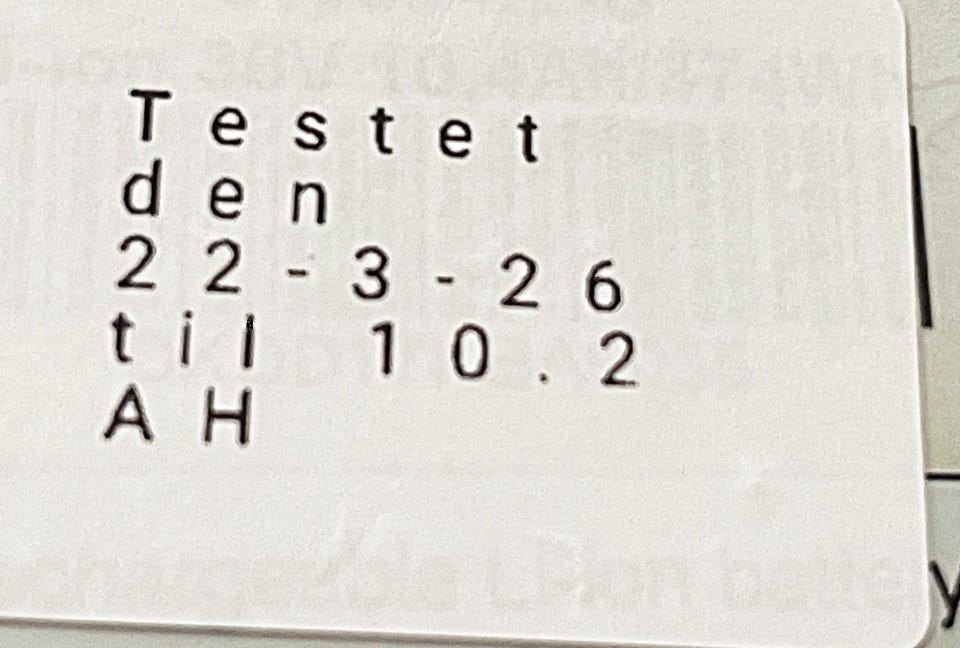 Testet
den
22-3-26
til 10.2
AH